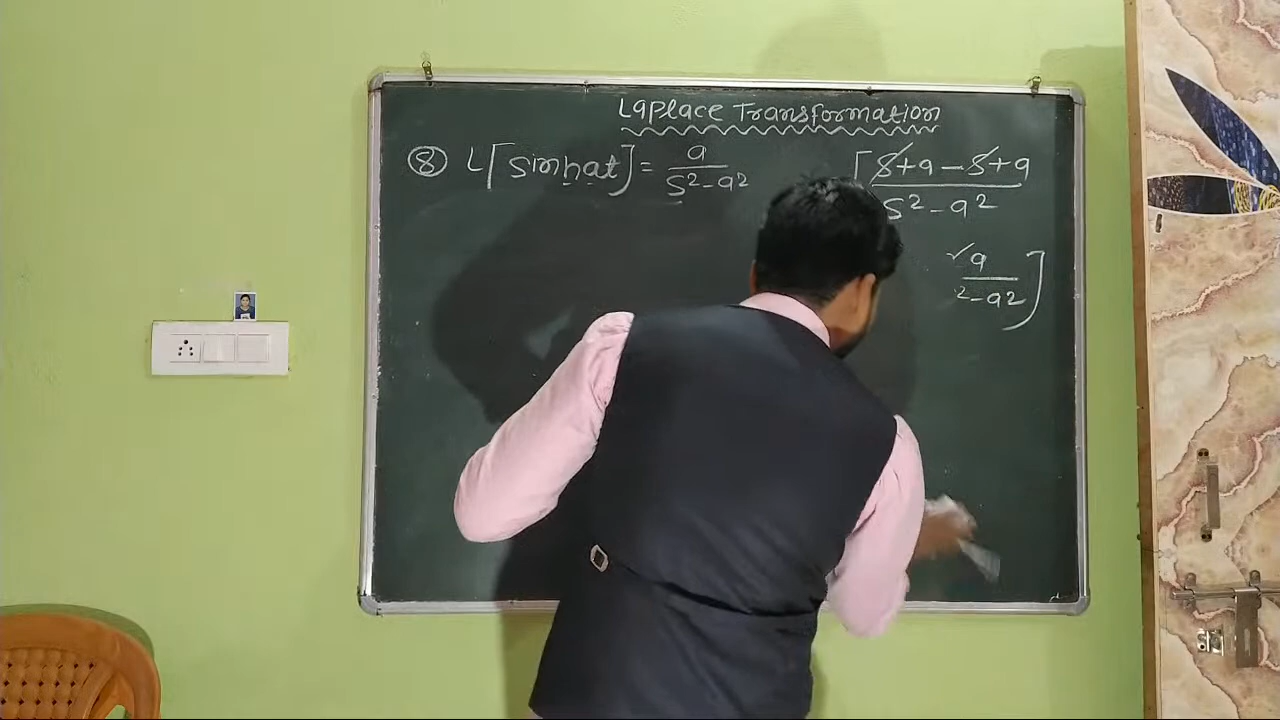 Laplace Transformation
⑧ L[sinhat] = a/(s²-a²)
[s+a-s+a
s²-a²
✓a
²-a²]